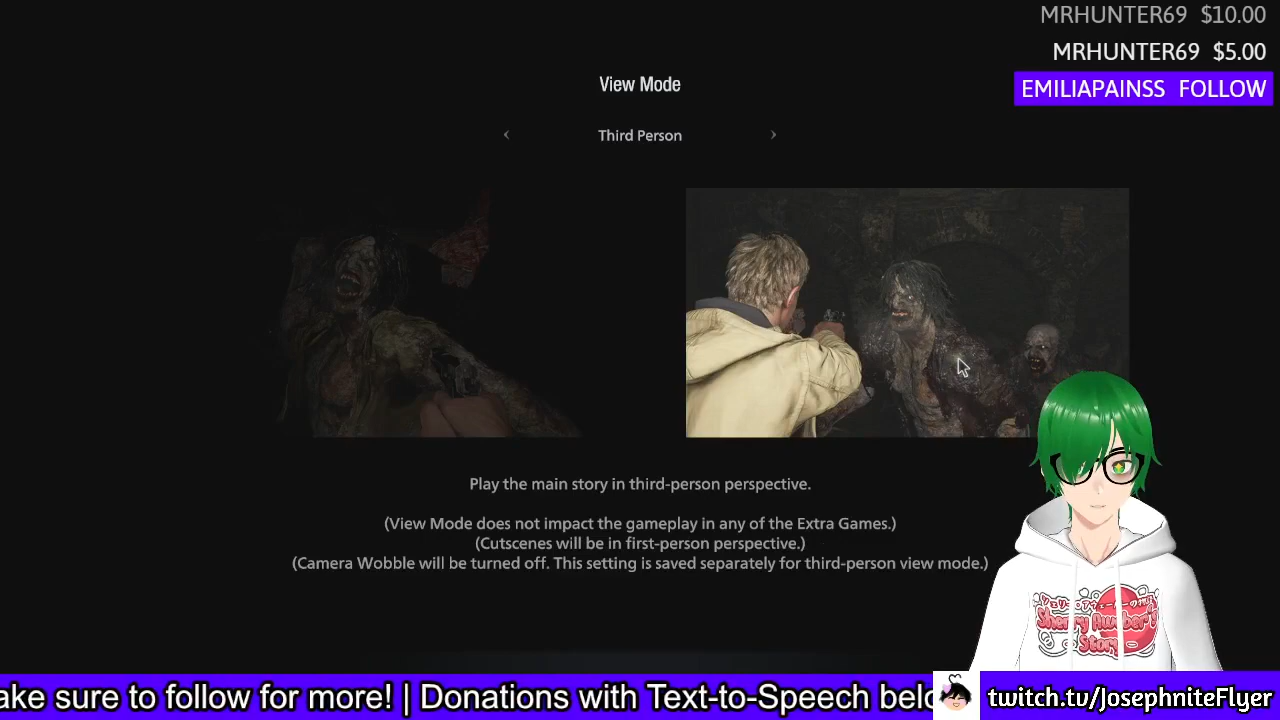 MRHUNTER69 $10.00
MRHUNTER69 $5.00
EMILIAPAINSS FOLLOW
View Mode
Third Person
Play the main story in third-person perspective.
(View Mode does not impact the gameplay in any of the Extra Games.)
(Cutscenes will be in first-person perspective.)
(Camera Wobble will be turned off. This setting is saved separately for third-person view mode.)
Story
ake sure to follow for more! | Donations with Text-to-Speech belo
twitch.tv/JosephniteFlyer